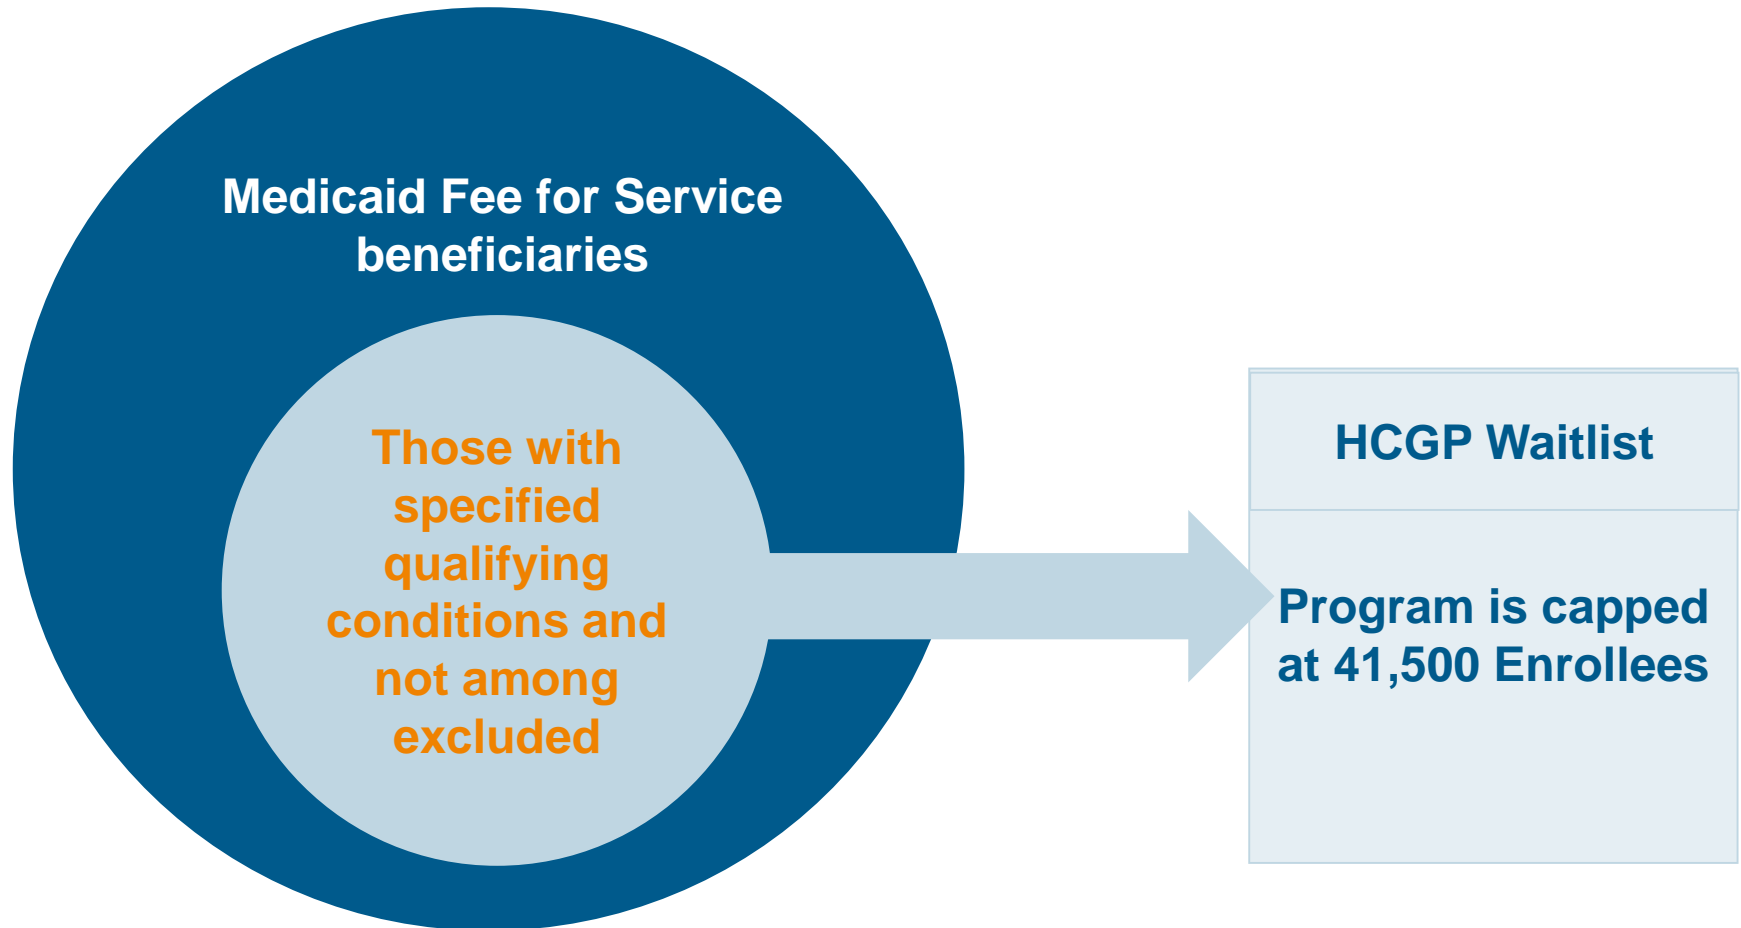 Medicaid Fee for Service
beneficiaries
Those with
specified
qualifying
conditions and
not among
excluded
HCGP Waitlist
Program is capped
at 41,500 Enrollees